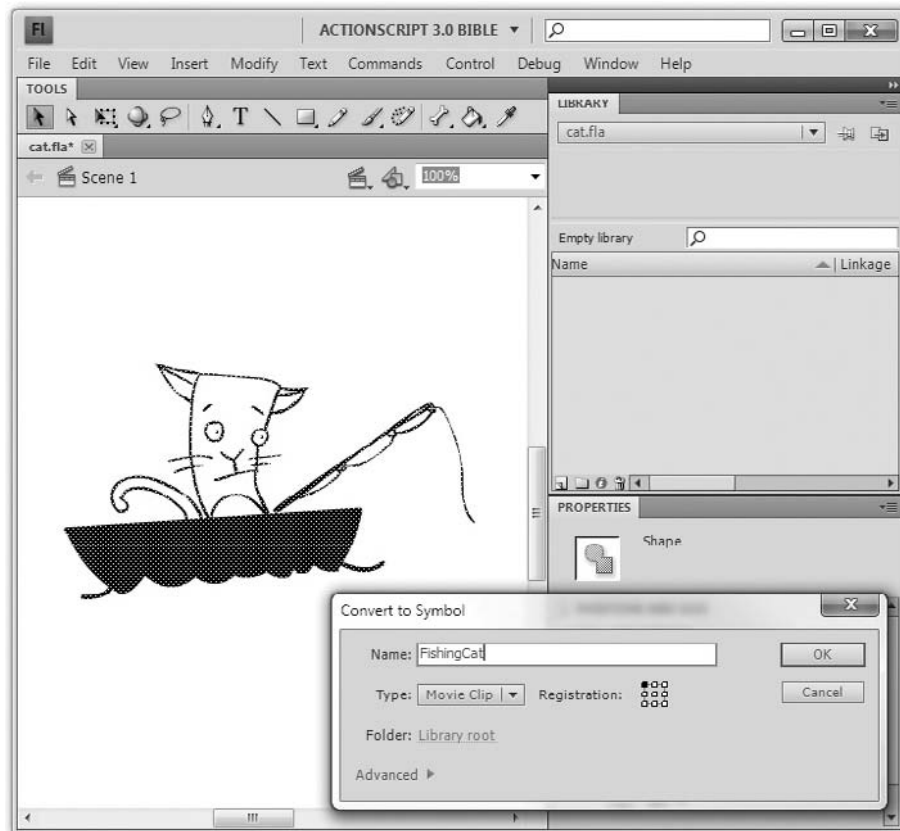 Fl
ACTIONSCRIPT 3.0 BIBLE
File Edit View Insert Modify Text Commands Control Debug Window Help
TOOLS
cat.fla*
Scene 1
100%
LIBRARY
cat.fla
Empty library
Name Linkage
PROPERTIES
Shape
Convert to Symbol
Name: FishingCat
OK
Type: Movie Clip Registration:
Cancel
Folder: Library root
Advanced